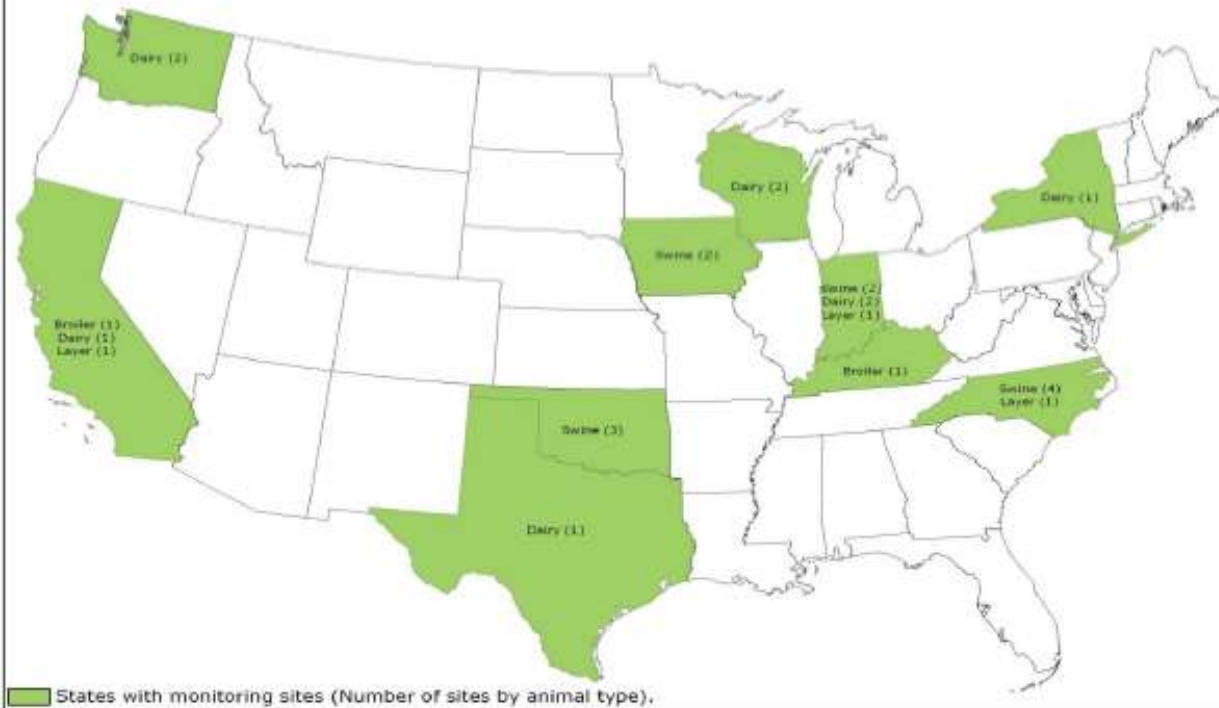 Dairy (2)
Dairy (2)
Dairy (1)
Swine (2)
Swine (2)
Dairy (2)
Layer (1)
Broiler (1)
Dairy (1)
Layer (1)
Broiler (1)
Swine (4)
Layer (1)
Swine (3)
Dairy (1)
States with monitoring sites (Number of sites by animal type).